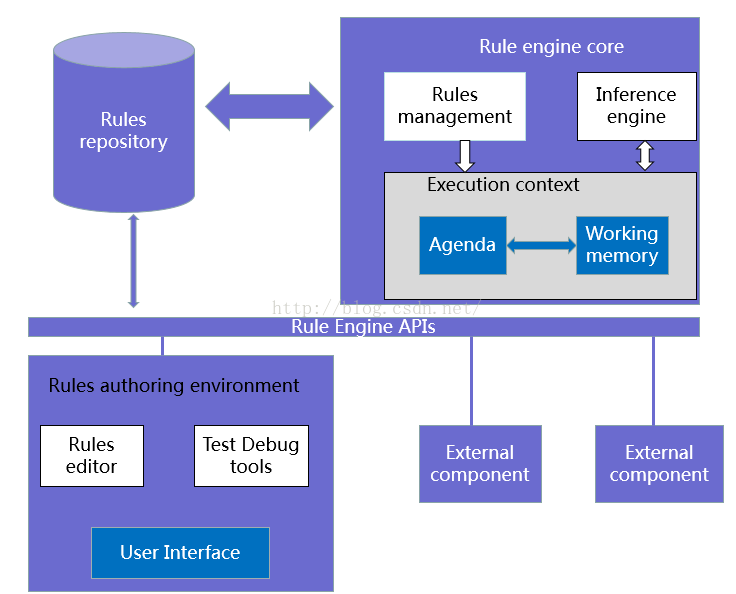 Rule engine core
Rules
repository
Rules
management
Inference
engine
Execution context
Agenda
Working
memory
http://blog.csdn.net/
Rule Engine APIs
Rules authoring environment
Rules
editor
Test Debug
tools
User Interface
External
component
External
component